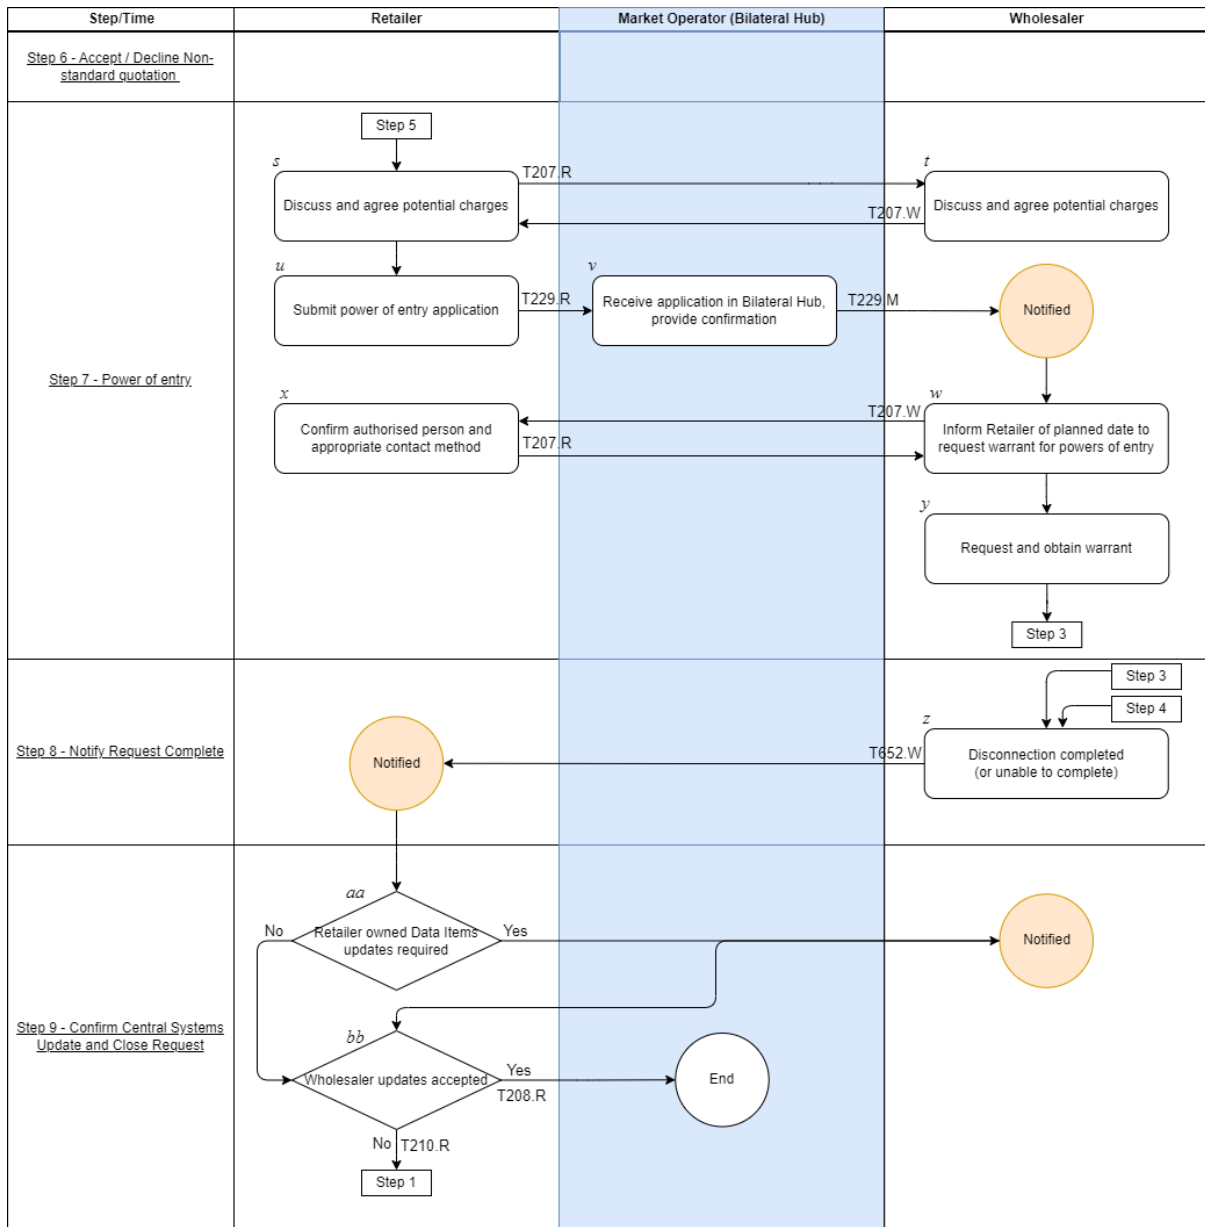 Step/Time
Retailer
Market Operator (Bilateral Hub)
Wholesaler
Step 6 - Accept / Decline Non-
standard quotation
Step 7 - Power of entry
Step 5
s
Discuss and agree potential charges
T207.R
t
Discuss and agree potential charges
T207.W
u
Submit power of entry application
T229.R
v
Receive application in Bilateral Hub,
provide confirmation
T229.M
Notified
x
Confirm authorised person and
appropriate contact method
T207.W
T207.R
w
Inform Retailer of planned date to
request warrant for powers of entry
y
Request and obtain warrant
Step 3
Step 8 - Notify Request Complete
Step 3
Step 4
z
Disconnection completed
(or unable to complete)
T652.W
Notified
Step 9 - Confirm Central Systems
Update and Close Request
aa
No
Retailer owned Data Items
updates required
Yes
Notified
bb
Wholesaler updates accepted
Yes
T208.R
End
No
T210.R
Step 1